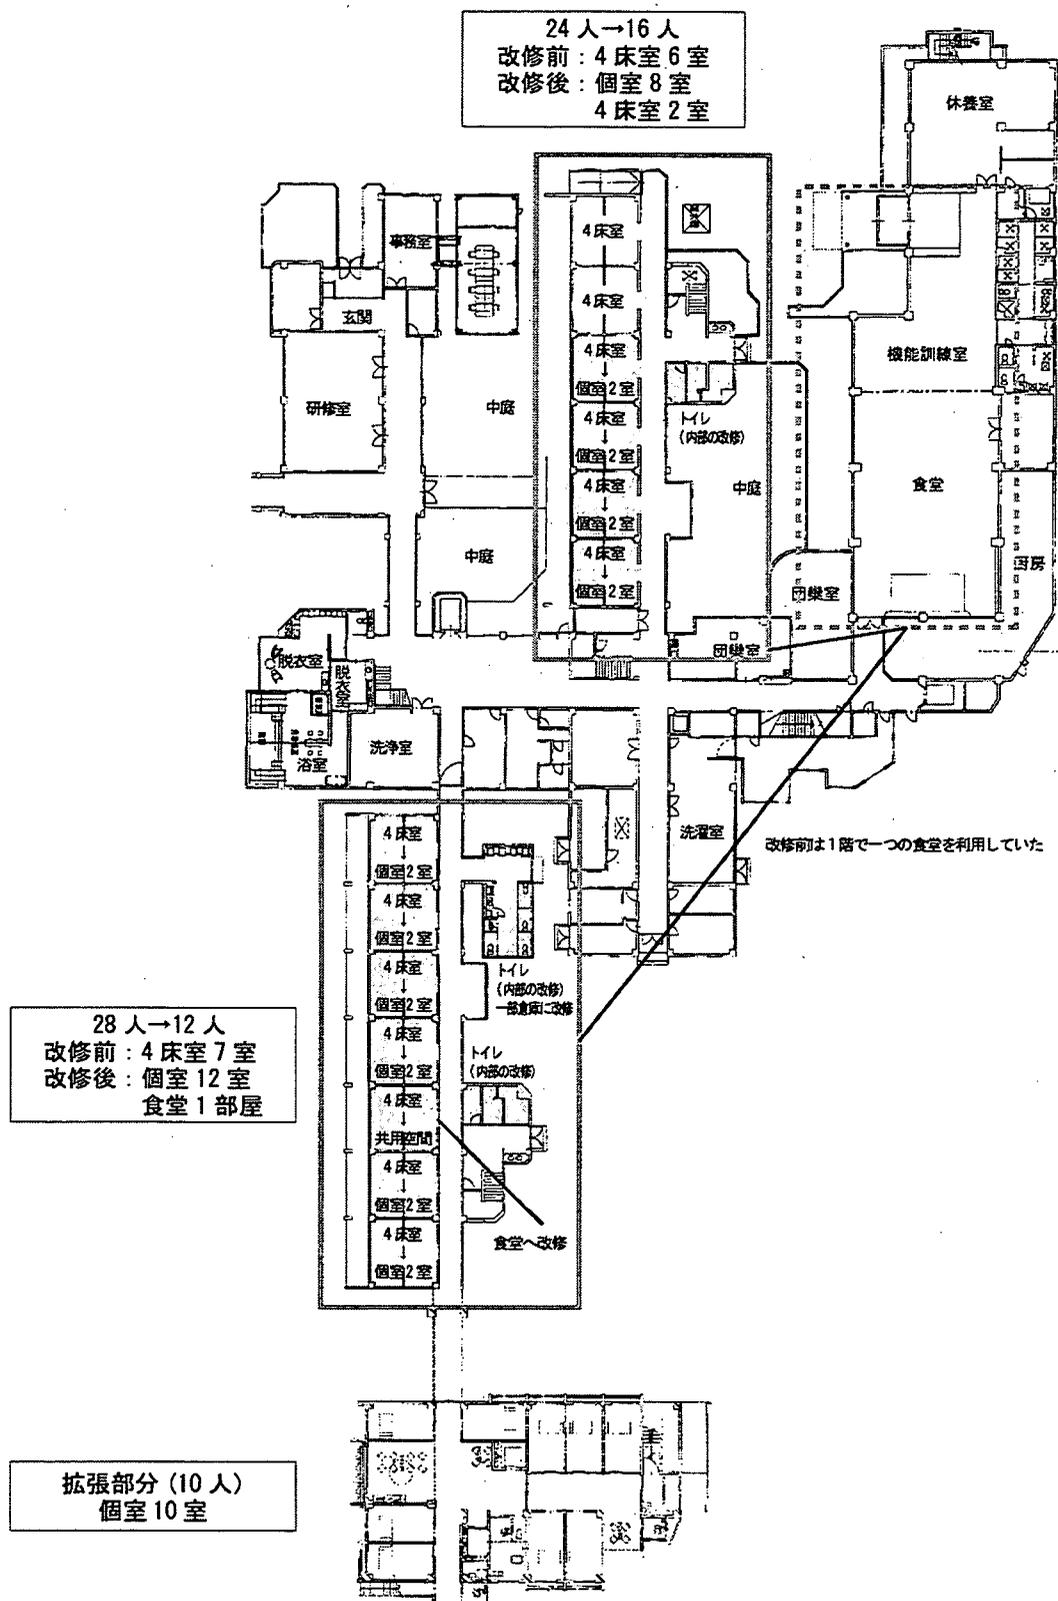 24人→16人
改修前：4床室6室
改修後：個室8室
4床室2室
休養室
事務室
4床室
4床室
玄関
4床室
↓
個室2室
機能訓練室
研修室
中庭
4床室
↓
個室2室
トイレ
(内部の改修)
4床室
↓
個室2室
中庭
食堂
中庭
4床室
↓
個室2室
厨房
団欒室
団欒室
脱衣室
脱衣室
洗浄室
浴室
洗濯室
改修前は1階で一つの食堂を利用していた
4床室
↓
個室2室
4床室
↓
個室2室
4床室
↓
個室2室
トイレ
(内部の改修)
一部倉庫に改修
28人→12人
改修前：4床室7室
改修後：個室12室
食堂1部屋
4床室
↓
個室2室
トイレ
(内部の改修)
4床室
↓
共用空間
4床室
↓
個室2室
4床室
↓
個室2室
食堂へ改修
拡張部分(10人)
個室10室